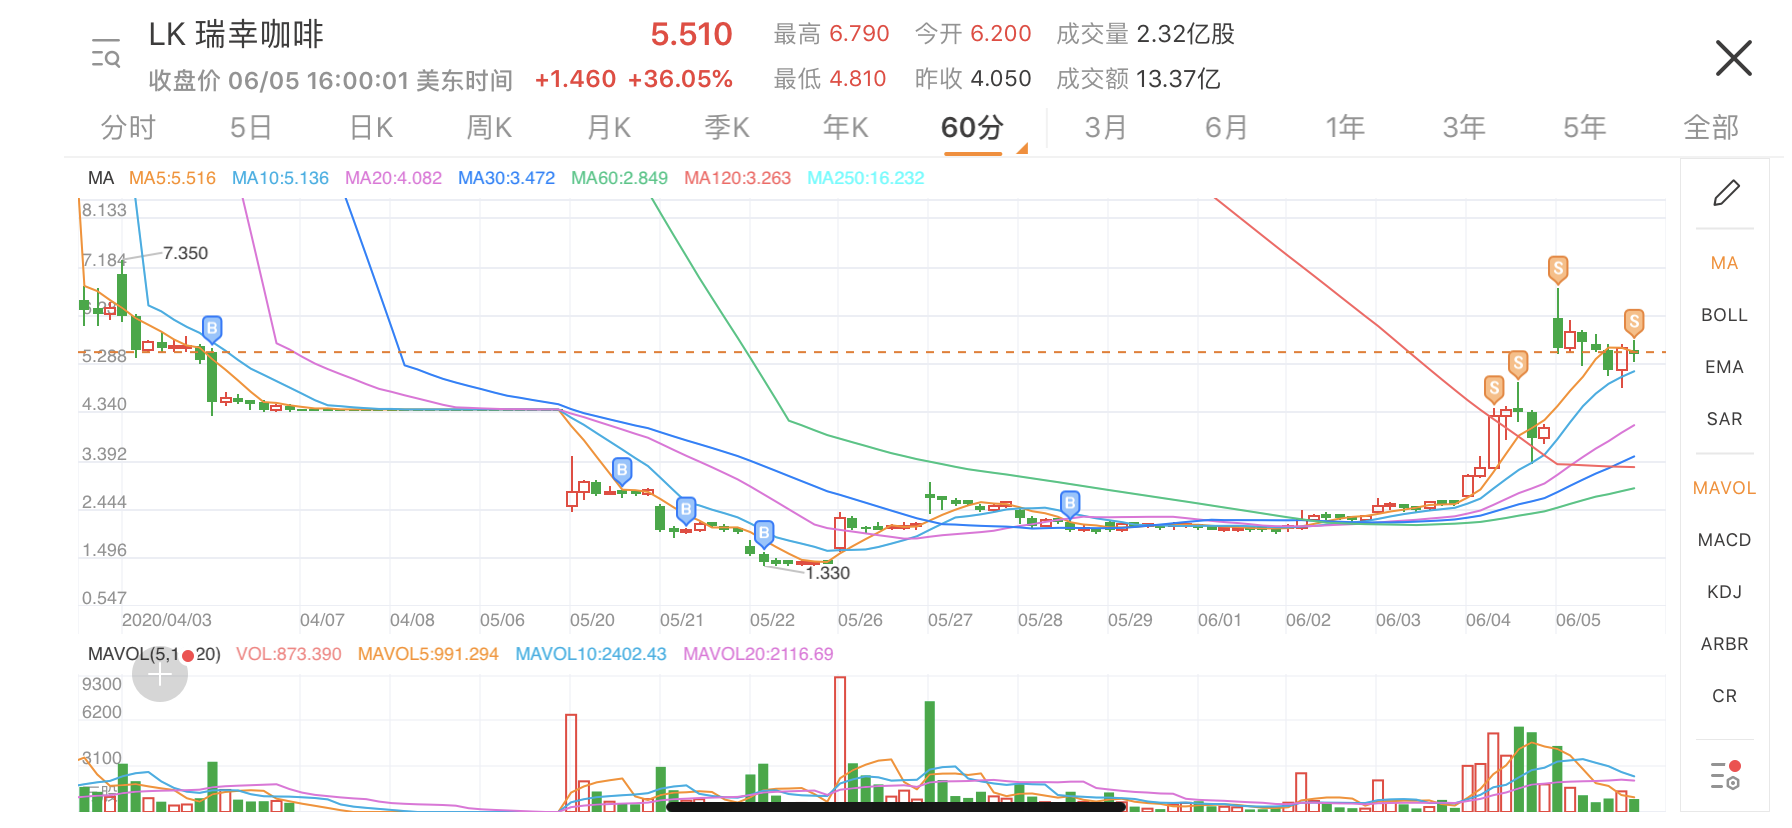 LK 瑞幸咖啡 5.510 最高 6.790 今开 6.200 成交量 2.32亿股
收盘价 06/05 16:00:01 美东时间 +1.460 +36.05% 最低 4.810 昨收 4.050 成交额 13.37亿
分时 5日 日K 周K 月K 季K 年K 60分 3月 6月 1年 3年 5年 全部
MA MA5:5.516 MA10:5.136 MA20:4.082 MA30:3.472 MA60:2.849 MA120:3.263 MA250:16.232
8.133
7.350
7.184
S
MA
BOLL
S
B
5.288
S
EMA
S
4.340
SAR
3.392
B
MAVOL
2.444
B
B
B
MACD
1.496
1.330
KDJ
0.547
2020/04/03 04/07 04/08 05/06 05/20 05/21 05/22 05/26 05/27 05/28 05/29 06/01 06/02 06/03 06/04 06/05
ARBR
MAVOL(5,1 20) VOL:873.390 MAVOL5:991.294 MAVOL10:2402.43 MAVOL20:2116.69
9300
CR
6200
3100